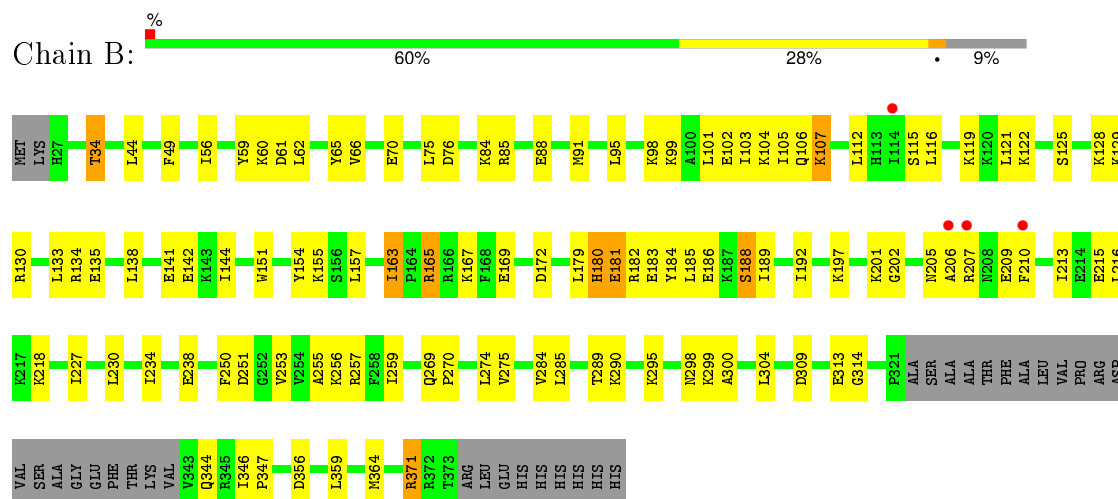 %
Chain B:
60% 28% • 9%
MET LYS H27 T34 L44 F49 I56 Y59 K60 D61 L62 Y65 V66 E70 L75 D76 K84 R85 E88 M91 L95 K98 K99 A100 L101 E102 I103 K104 I105 Q106 K107 L112 H113 I114 S115 L116 K119 K120 L121 K122 S125 K128 K129
R130 L133 R134 E135 L138 E141 E142 K143 I144 W151 Y154 K155 S156 L157 I163 P164 R165 R166 K167 F168 E169 D172 L179 H180 E181 R182 E183 Y184 L185 E186 K187 S188 I189 I192 K197 K201 G202 N205 A206 R207 N208 E209 F210 I213 E214 E215 L216
K217 K218 I227 L230 I234 E238 F250 D251 G252 V253 V254 A255 K256 R257 F258 I259 Q269 P270 L274 V275 V284 L285 T289 K290 K295 N298 K299 A300 L304 D309 E313 G314 P321 ALA SER ALA ALA THR PHE ALA LEU VAL PRO ARG ASP
VAL SER ALA GLY GLU PHE THR LYS VAL V343 Q344 R345 I346 P347 D356 L359 M364 R371 R372 T373 ARG LEU GLU HIS HIS HIS HIS HIS HIS